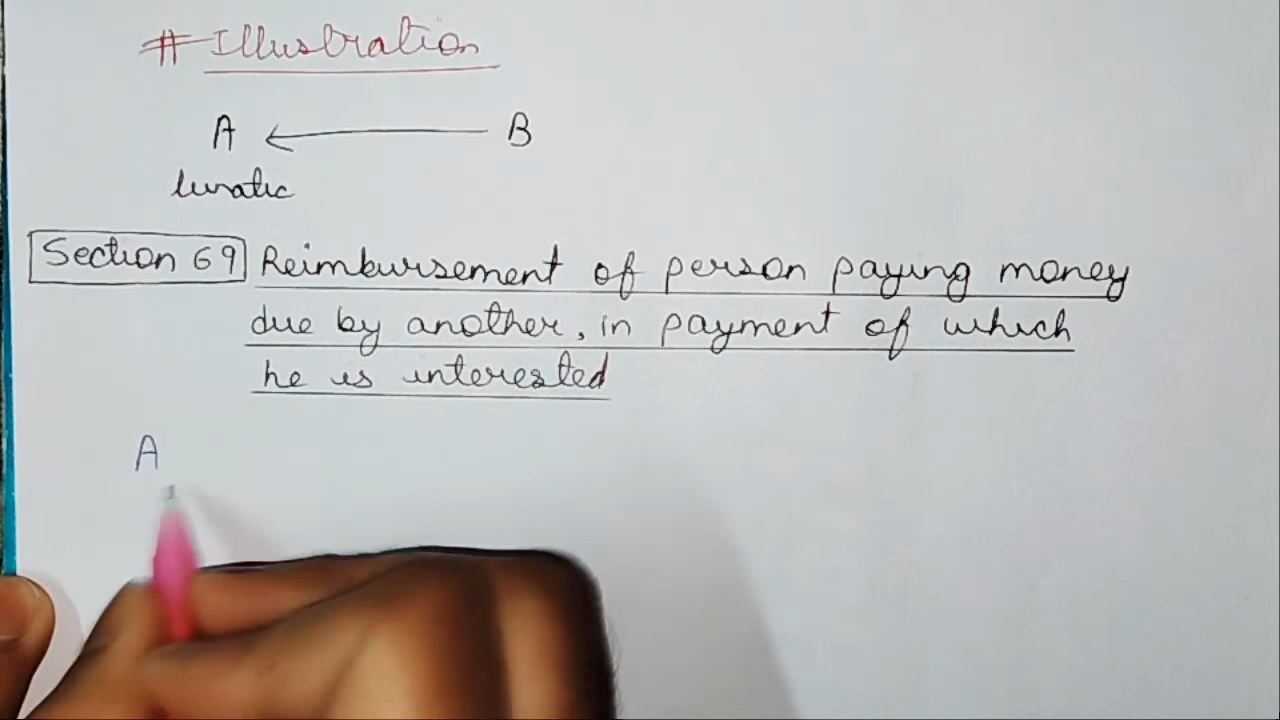 # Illustration
A ← B
lunatic
Section 69 Reimbursement of person paying money
due by another, in payment of which
he is interested
A